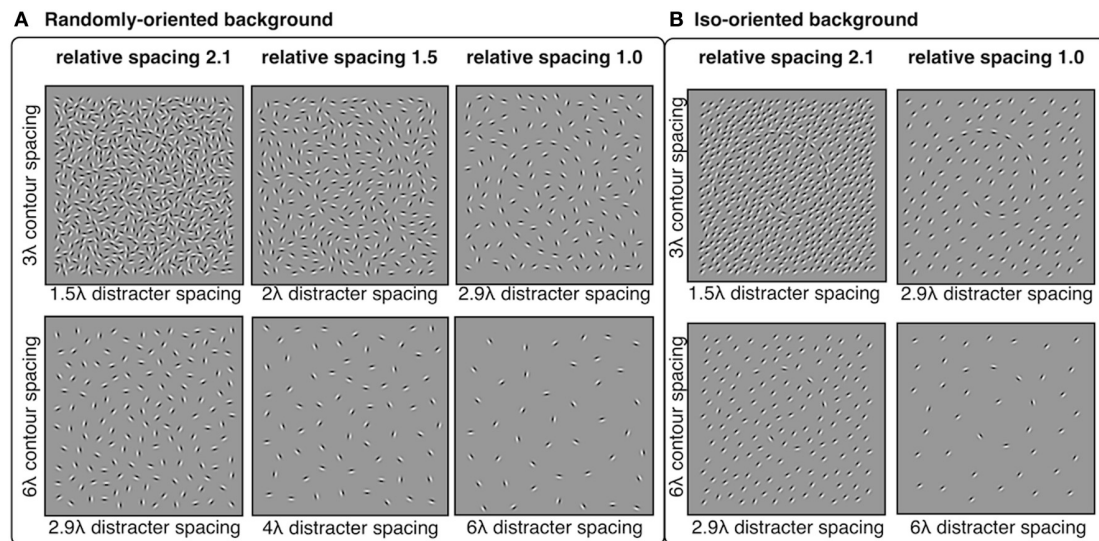 A Randomly-oriented background
relative spacing 2.1 relative spacing 1.5 relative spacing 1.0
3λ contour spacing
1.5λ distracter spacing 2λ distracter spacing 2.9λ distracter spacing
6λ contour spacing
2.9λ distracter spacing 4λ distracter spacing 6λ distracter spacing
B Iso-oriented background
relative spacing 2.1 relative spacing 1.0
3λ contour spacing
1.5λ distracter spacing 2.9λ distracter spacing
6λ contour spacing
2.9λ distracter spacing 6λ distracter spacing